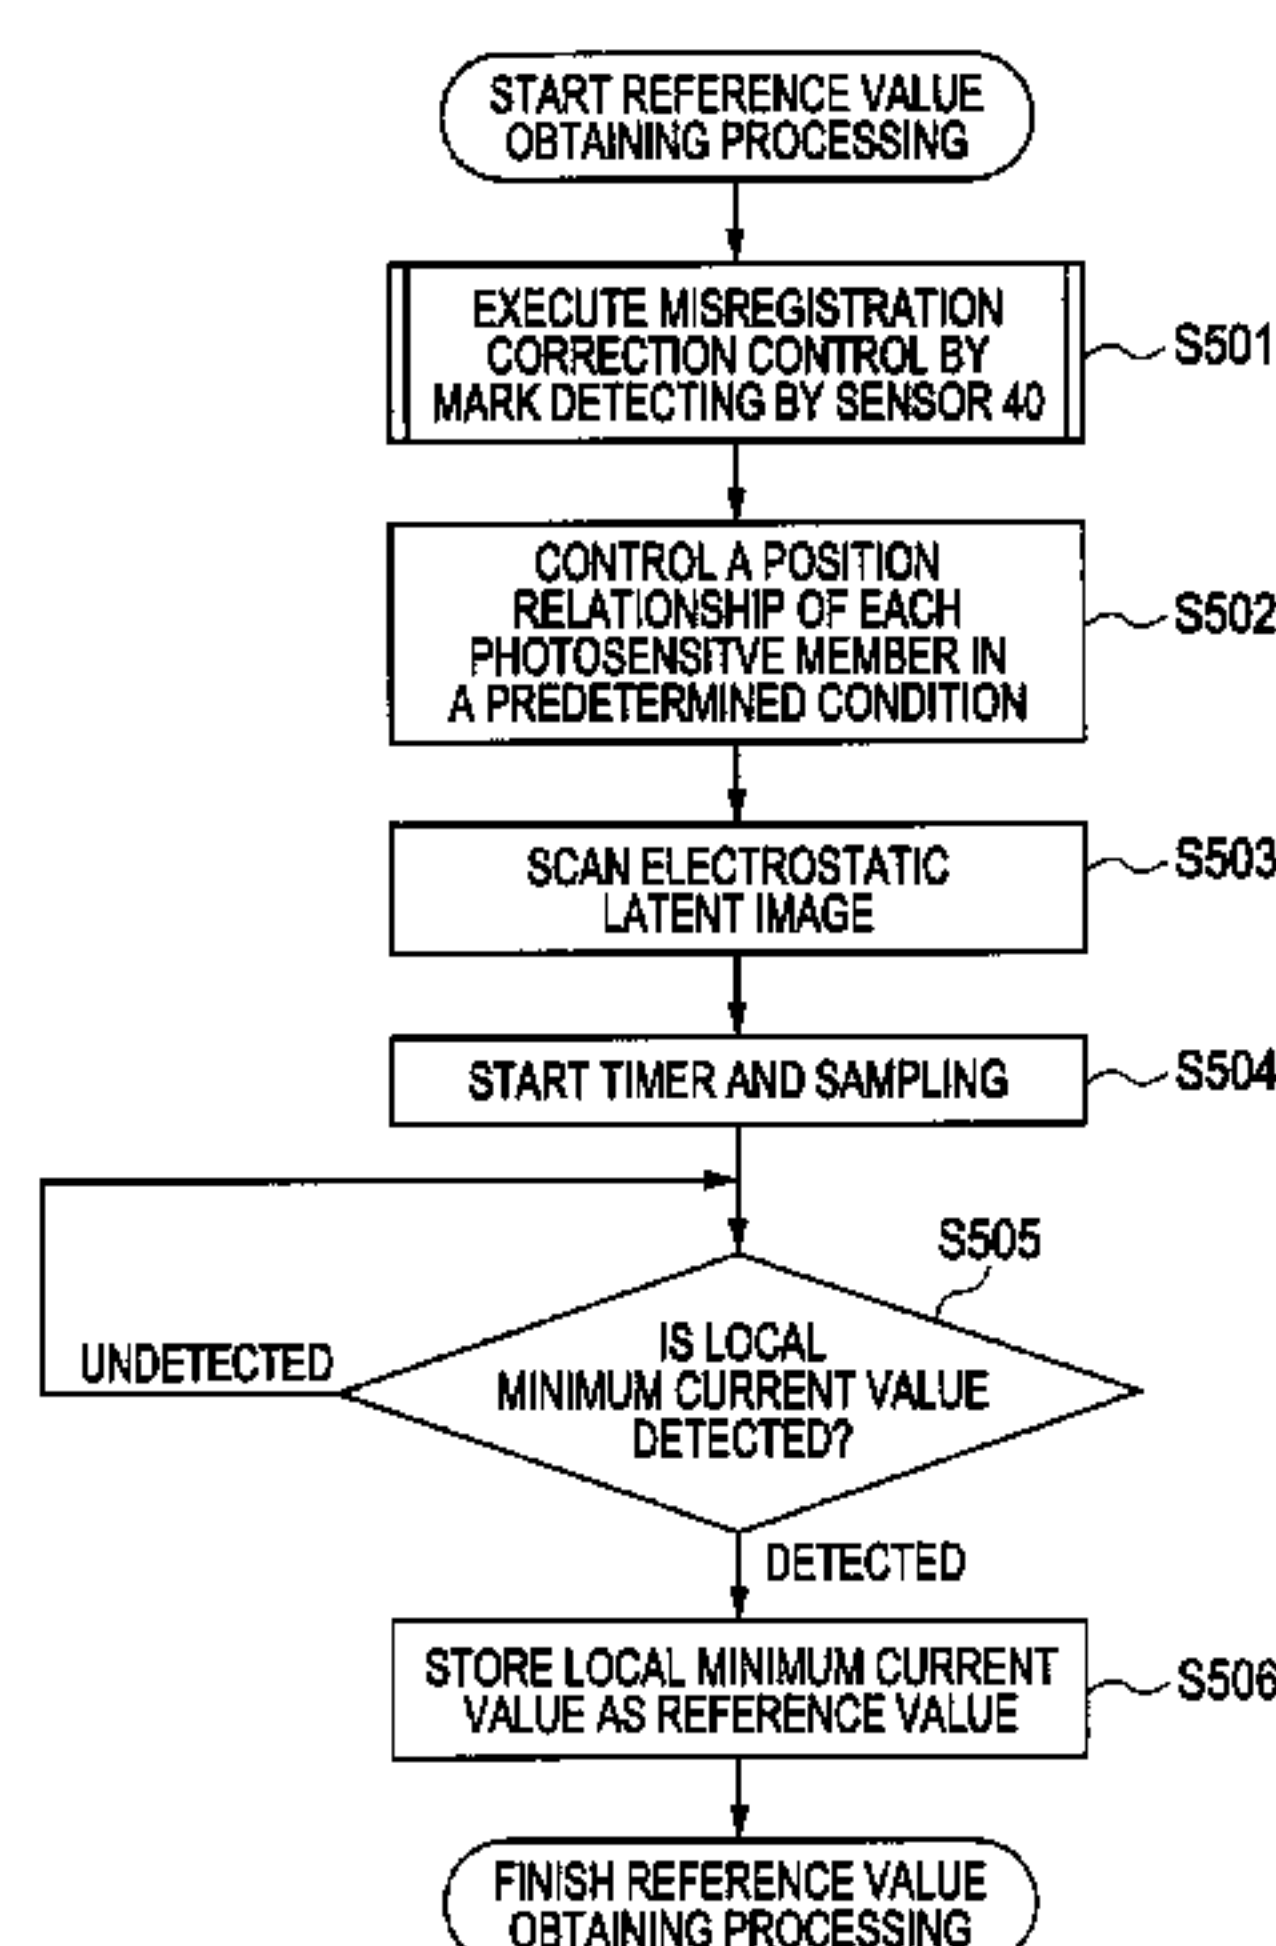 START REFERENCE VALUE
OBTAINING PROCESSING
EXECUTE MISREGISTRATION
CORRECTION CONTROL BY
MARK DETECTING BY SENSOR 40
S501
CONTROL A POSITION
RELATIONSHIP OF EACH
PHOTOSENSITVE MEMBER IN
A PREDETERMINED CONDITION
S502
SCAN ELECTROSTATIC
LATENT IMAGE
S503
START TIMER AND SAMPLING
S504
S505
IS LOCAL
MINIMUM CURRENT VALUE
DETECTED?
UNDETECTED
DETECTED
STORE LOCAL MINIMUM CURRENT
VALUE AS REFERENCE VALUE
S506
FINISH REFERENCE VALUE
OBTAINING PROCESSING